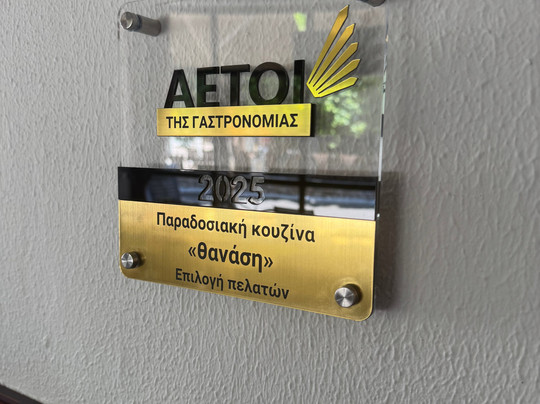 ΑΕΤΟΙ
ΤΗΣ ΓΑΣΤΡΟΝΟΜΙΑΣ
2025
Παραδοσιακή κουζίνα
«θανάση»
Επιλογή πελατών